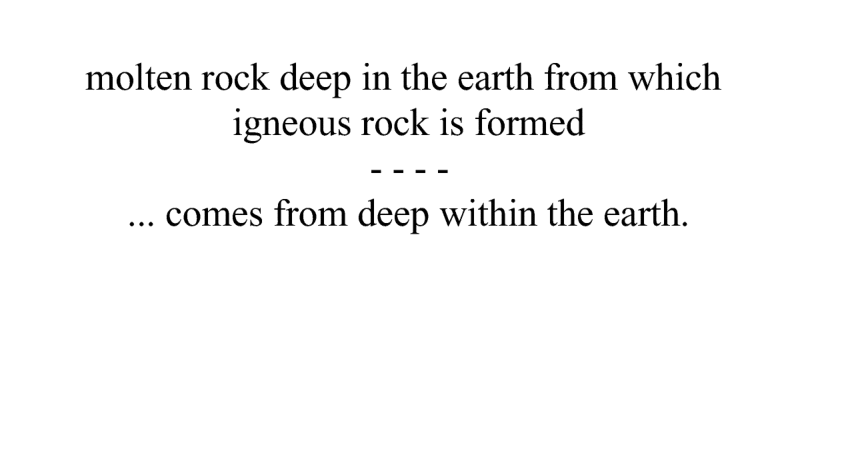 molten rock deep in the earth from which
igneous rock is formed
- - - -
... comes from deep within the earth.